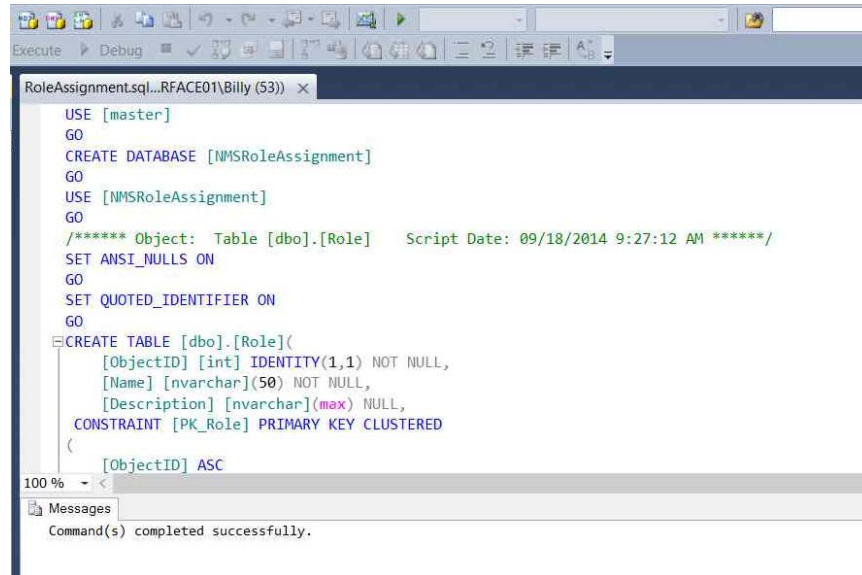 Execute Debug
RoleAssignment.sql...RFACE01\Billy (53)) ×
USE [master]
GO
CREATE DATABASE [NMSRoleAssignment]
GO
USE [NMSRoleAssignment]
GO
/****** Object:  Table [dbo].[Role]    Script Date: 09/18/2014 9:27:12 AM ******/
SET ANSI_NULLS ON
GO
SET QUOTED_IDENTIFIER ON
GO
CREATE TABLE [dbo].[Role](
[ObjectID] [int] IDENTITY(1,1) NOT NULL,
[Name] [nvarchar](50) NOT NULL,
[Description] [nvarchar](max) NULL,
CONSTRAINT [PK_Role] PRIMARY KEY CLUSTERED
(
[ObjectID] ASC
100 %
Messages
Command(s) completed successfully.